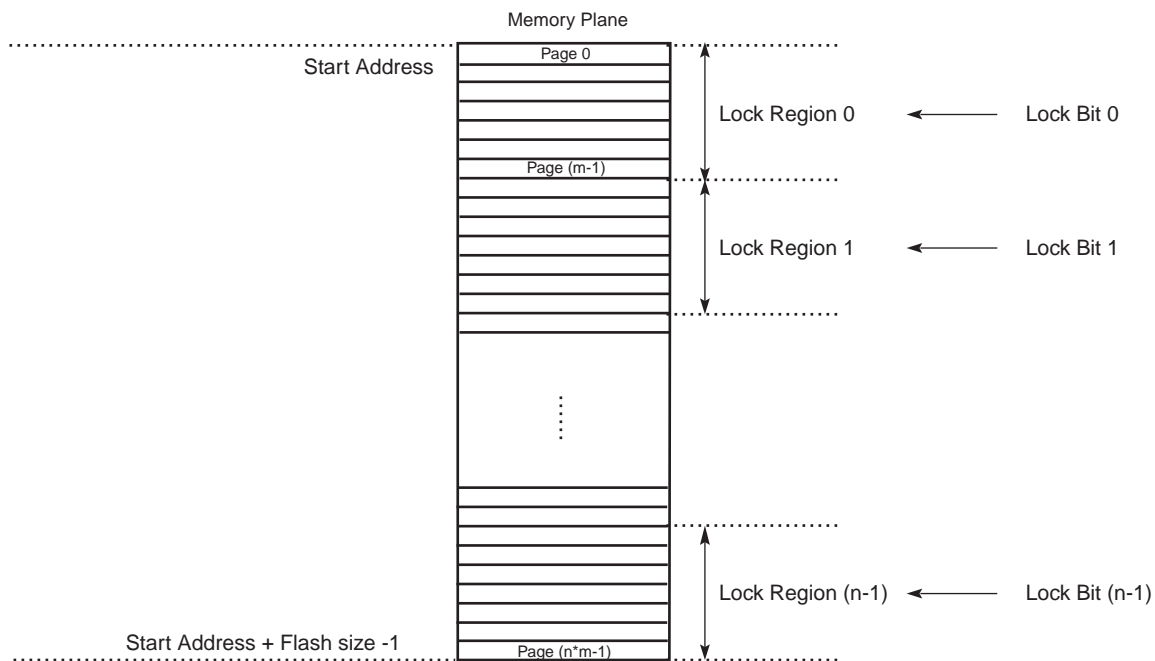 Memory Plane
Page 0
Start Address
Lock Region 0
Lock Bit 0
Page (m-1)
Lock Region 1
Lock Bit 1
Lock Region (n-1)
Lock Bit (n-1)
Start Address + Flash size -1
Page (n*m-1)